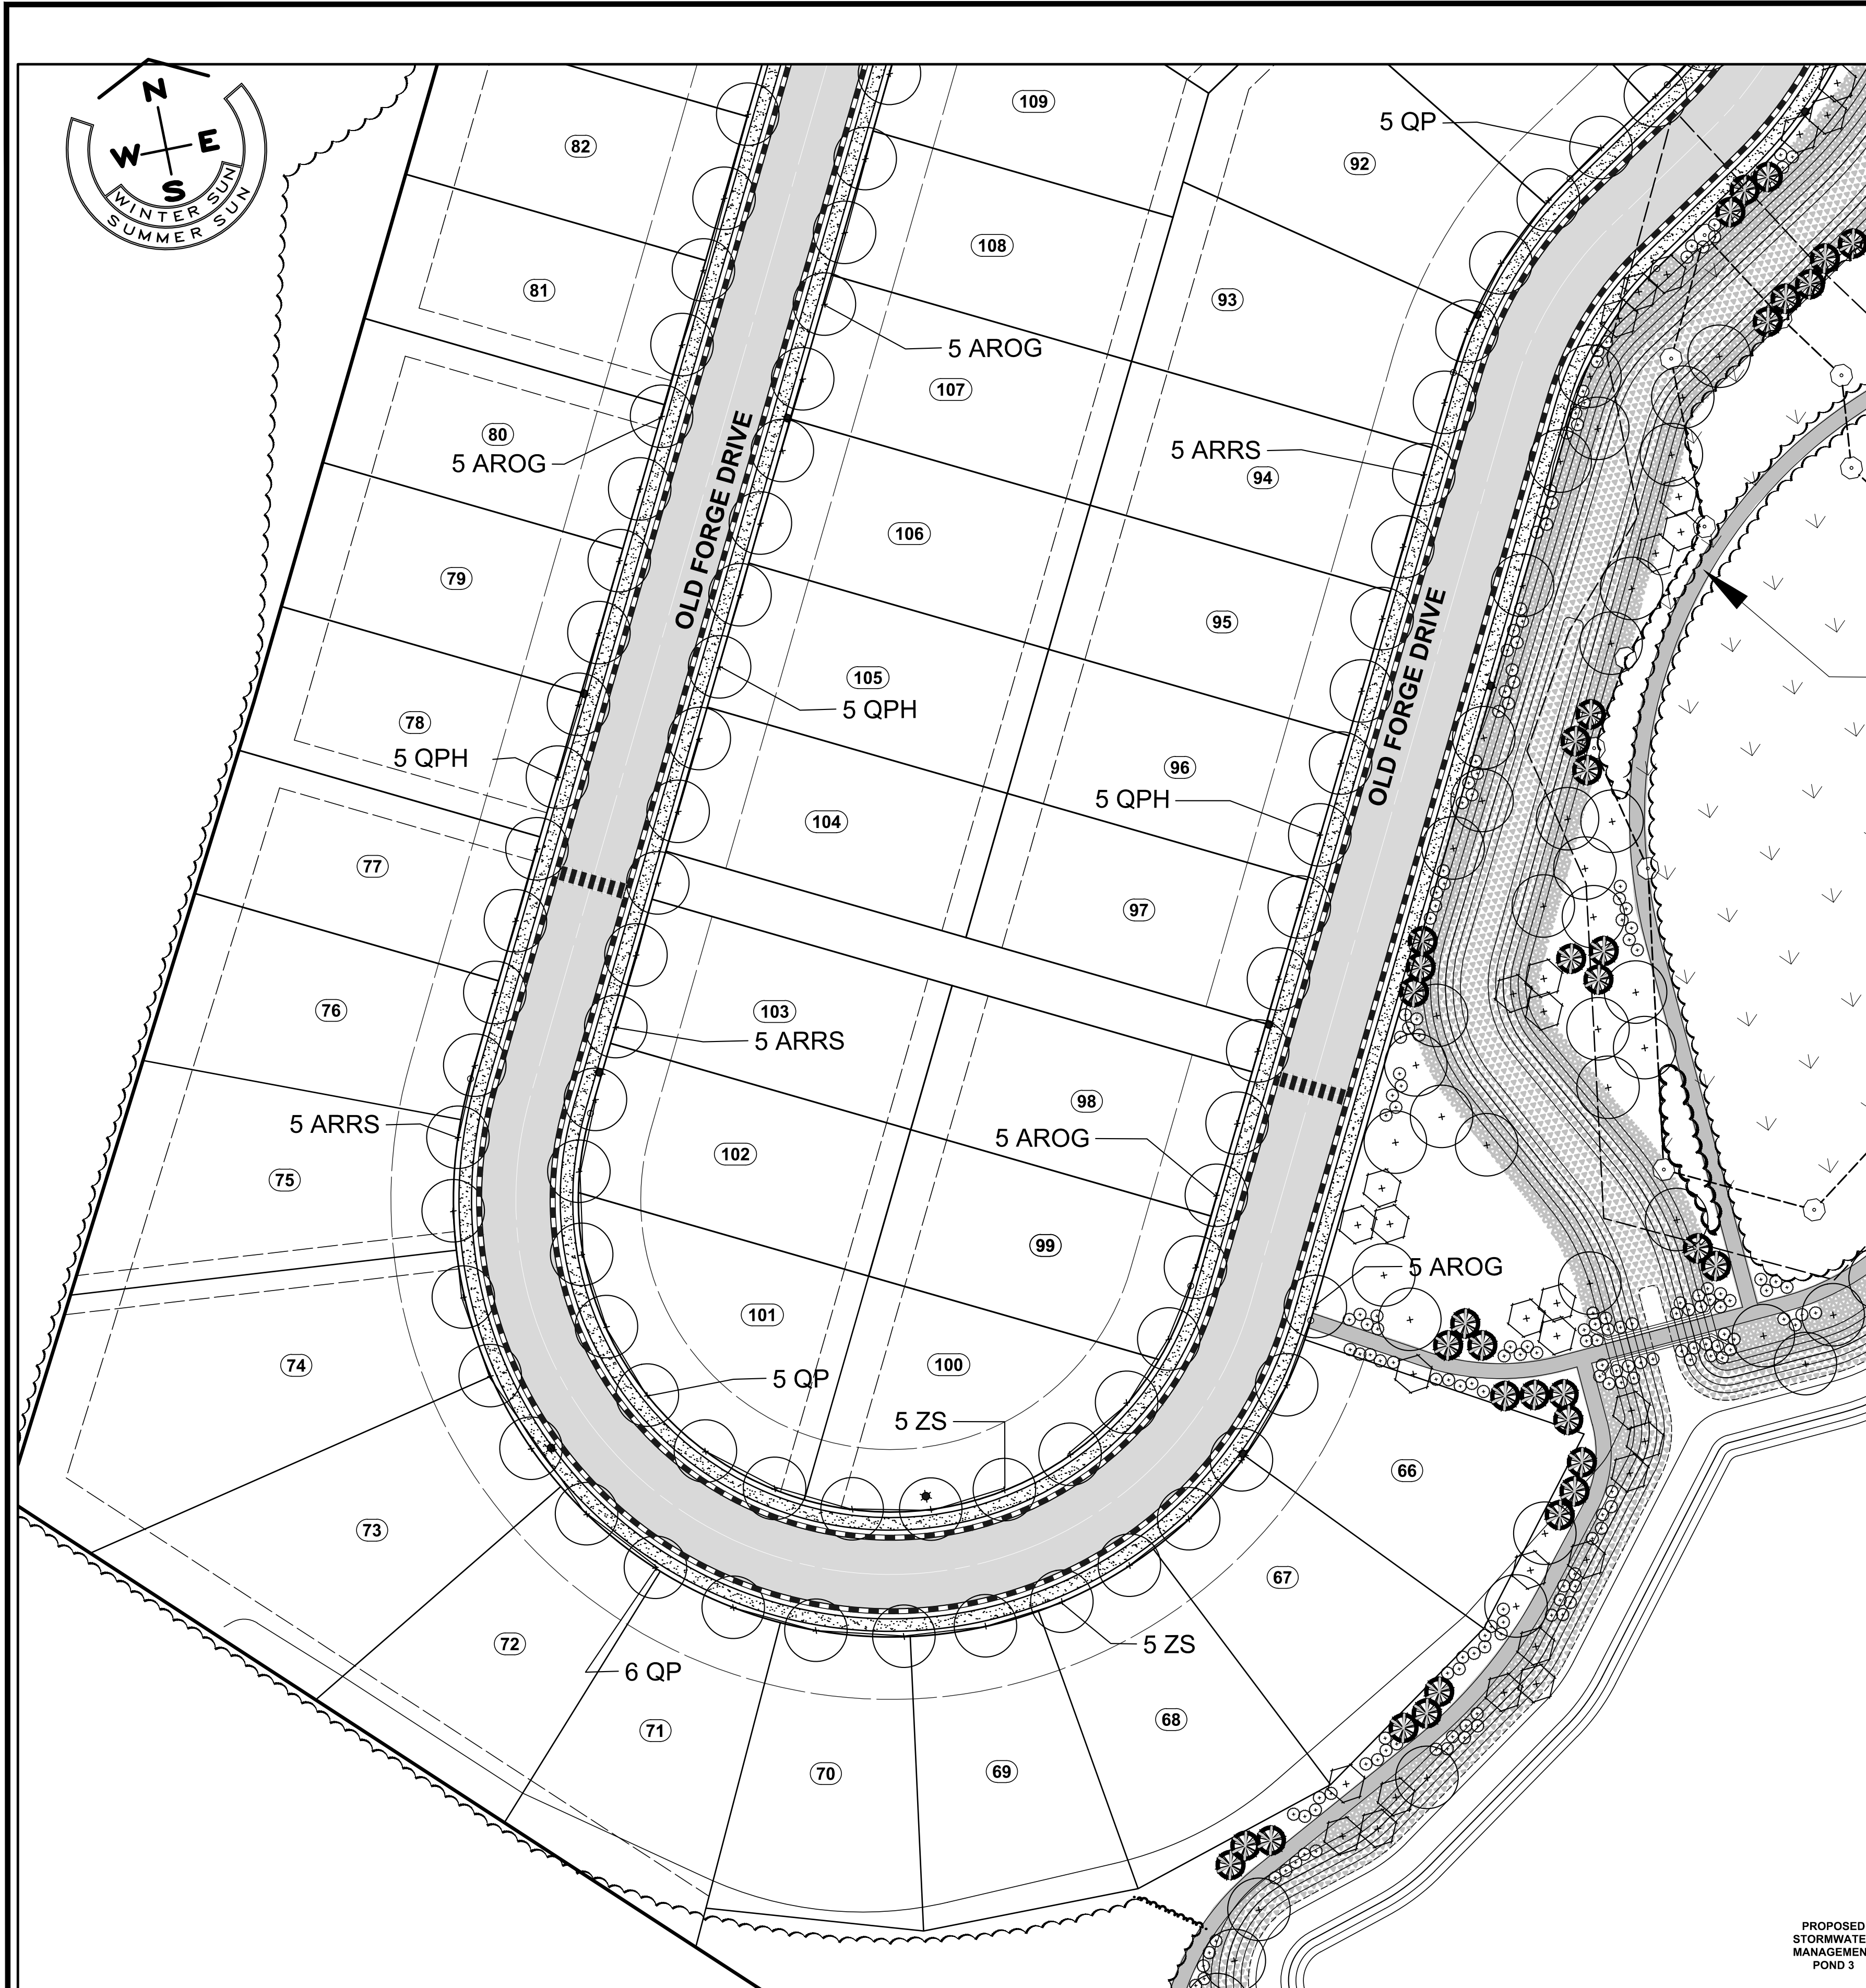 N
W E
S
WINTER SUN
SUMMER SUN
109
5 QP
92
82
108
81
93
5 AROG
107
80
5 AROG
5 ARRS
94
OLD FORGE DRIVE
106
79
OLD FORGE DRIVE
95
105
5 QPH
78
5 QPH
96
5 QPH
104
77
97
76
103
5 ARRS
98
5 ARRS
5 AROG
102
75
99
5 AROG
101
74
100
5 QP
5 ZS
66
73
67
72
5 ZS
6 QP
68
71
70
69
PROPOSED
STORMWATE
MANAGEMEN
POND 3